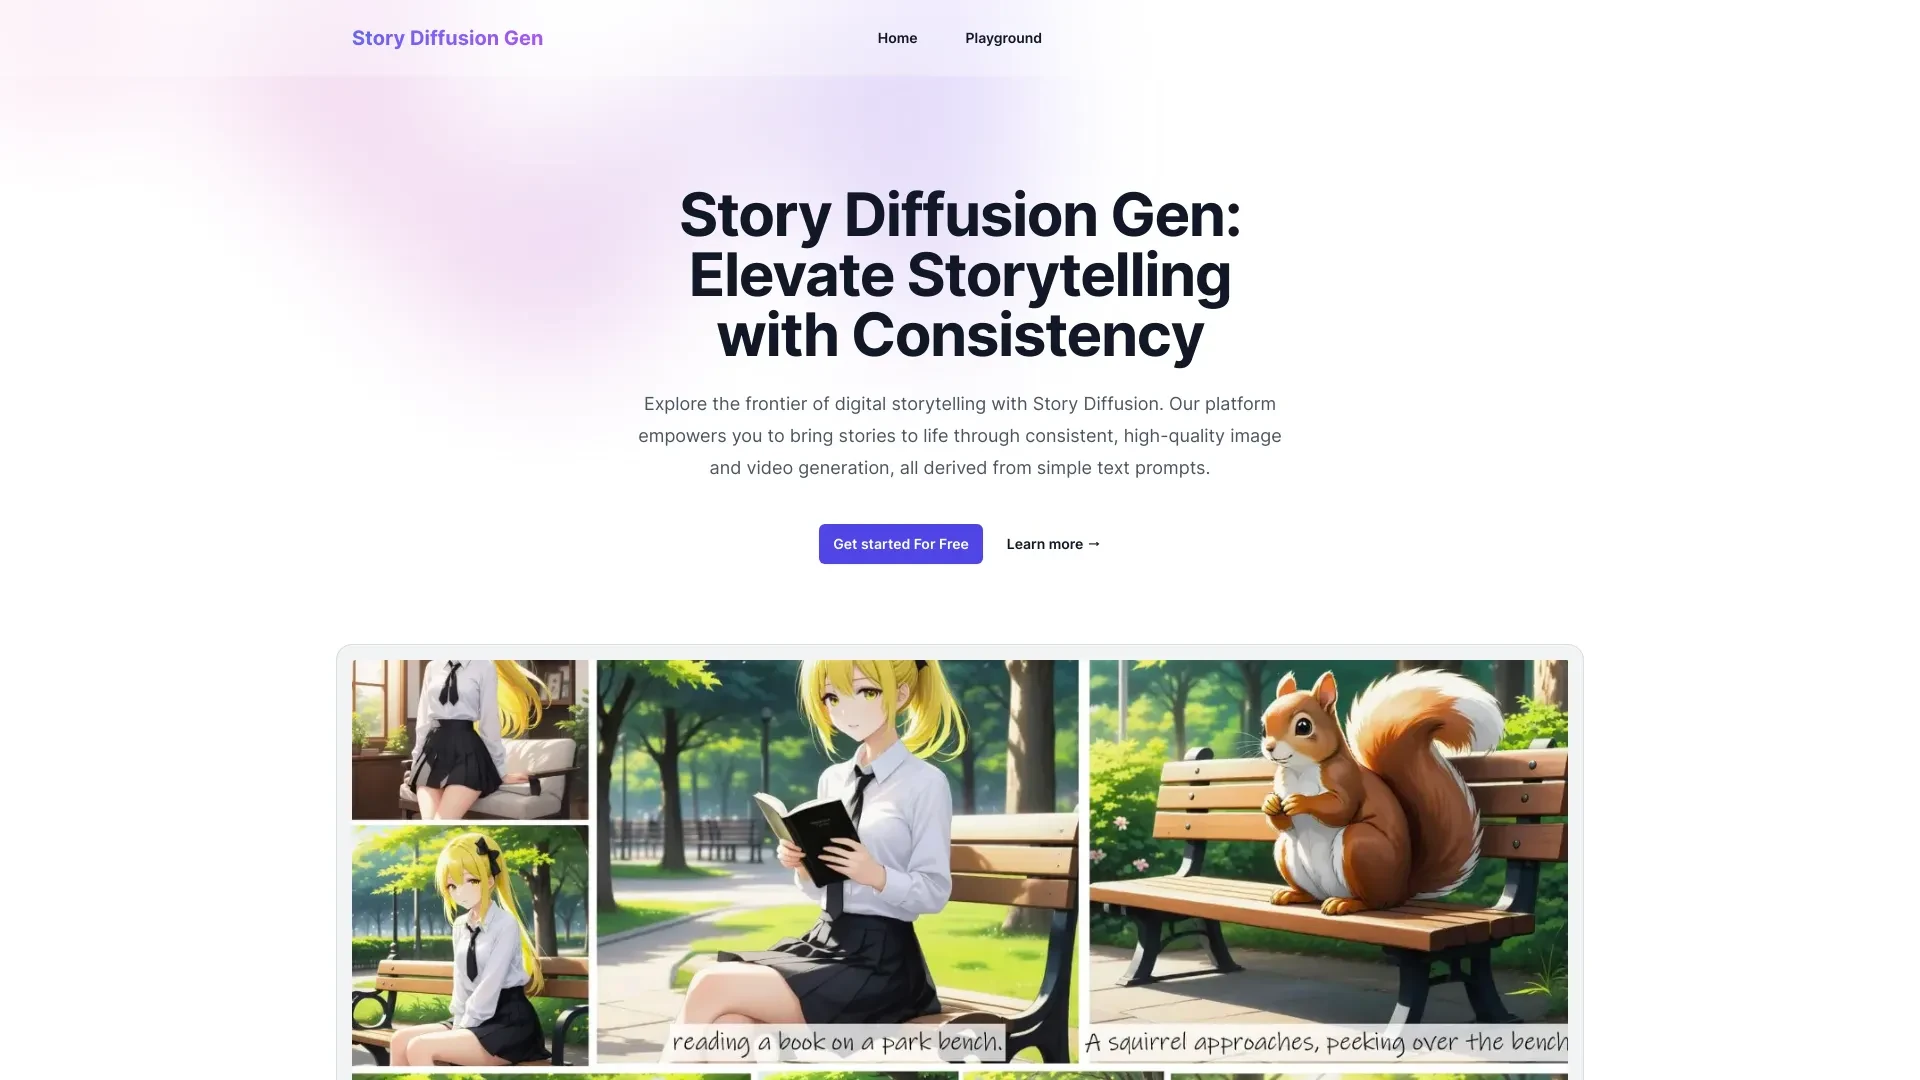 Story Diffusion Gen
Home
Playground
Story Diffusion Gen:
Elevate Storytelling
with Consistency
Explore the frontier of digital storytelling with Story Diffusion. Our platform
empowers you to bring stories to life through consistent, high-quality image
and video generation, all derived from simple text prompts.
Get started For Free
Learn more →
reading a book on a park bench.
A squirrel approaches, peeking over the bench